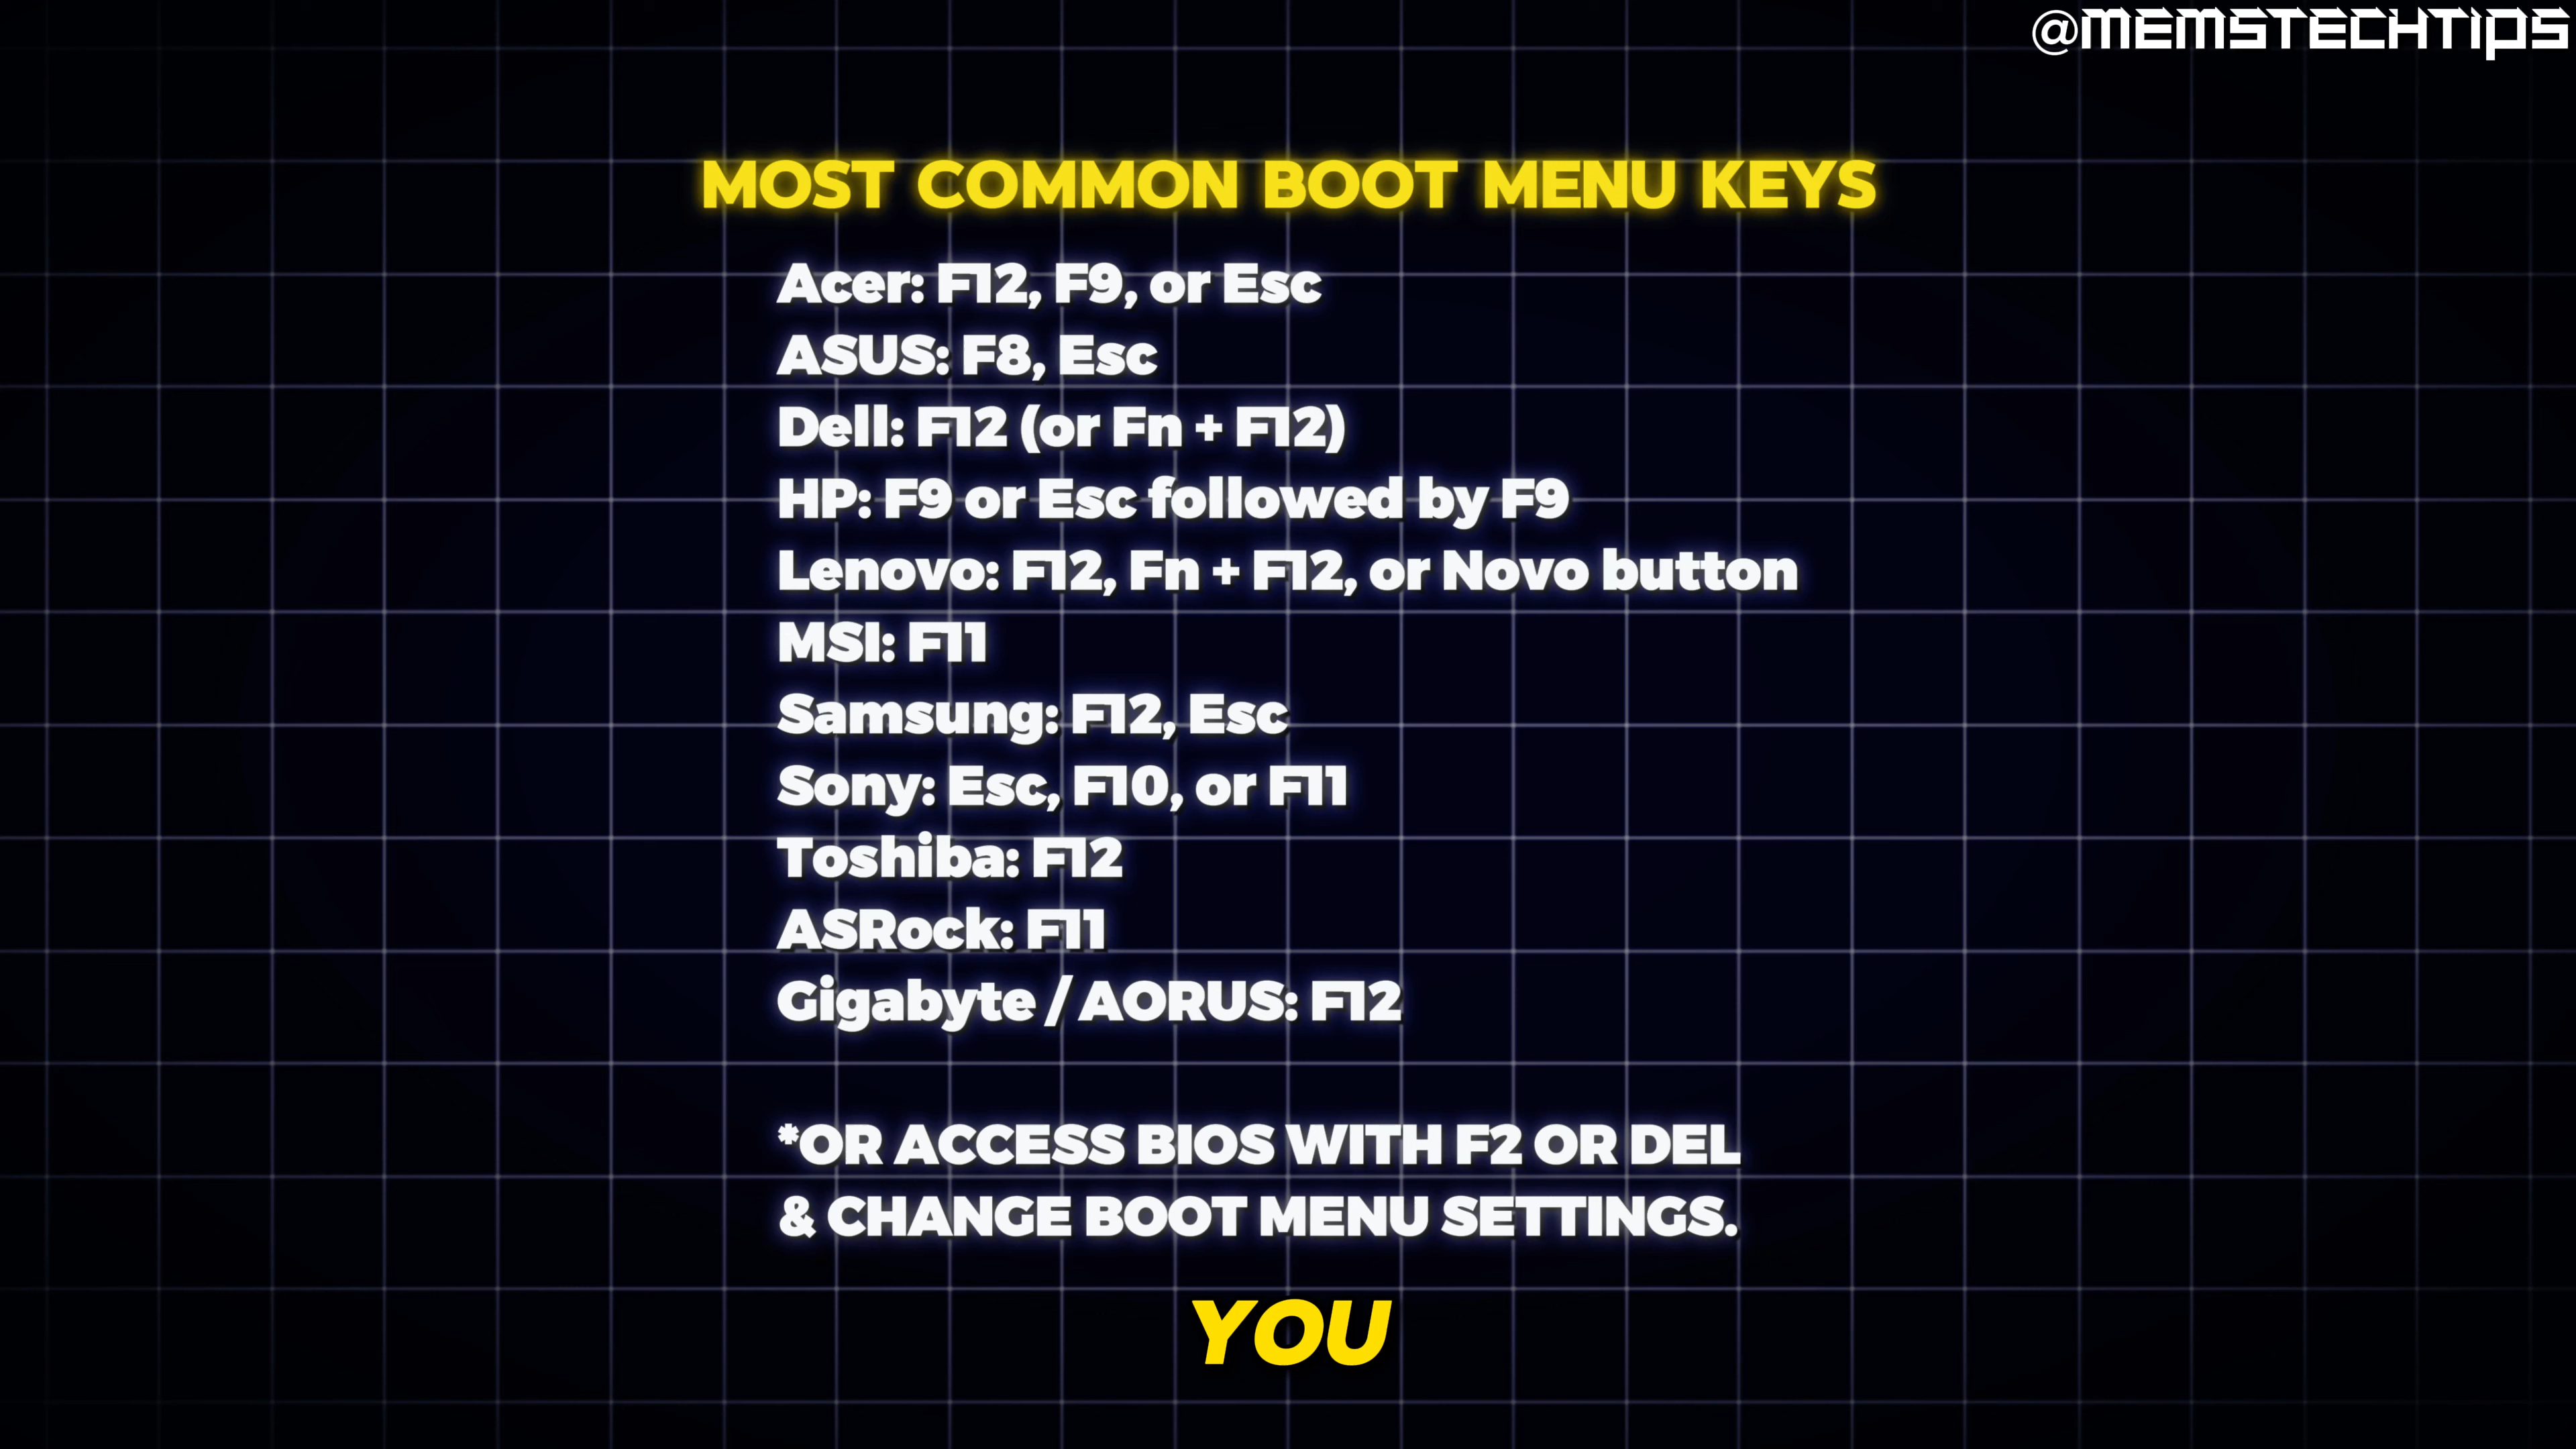 @MEMSTECHTIPS
MOST COMMON BOOT MENU KEYS
Acer: F12, F9, or Esc
ASUS: F8, Esc
Dell: F12 (or Fn + F12)
HP: F9 or Esc followed by F9
Lenovo: F12, Fn + F12, or Novo button
MSI: F11
Samsung: F12, Esc
Sony: Esc, F10, or F11
Toshiba: F12
ASRock: F11
Gigabyte / AORUS: F12
*OR ACCESS BIOS WITH F2 OR DEL
& CHANGE BOOT MENU SETTINGS.
YOU